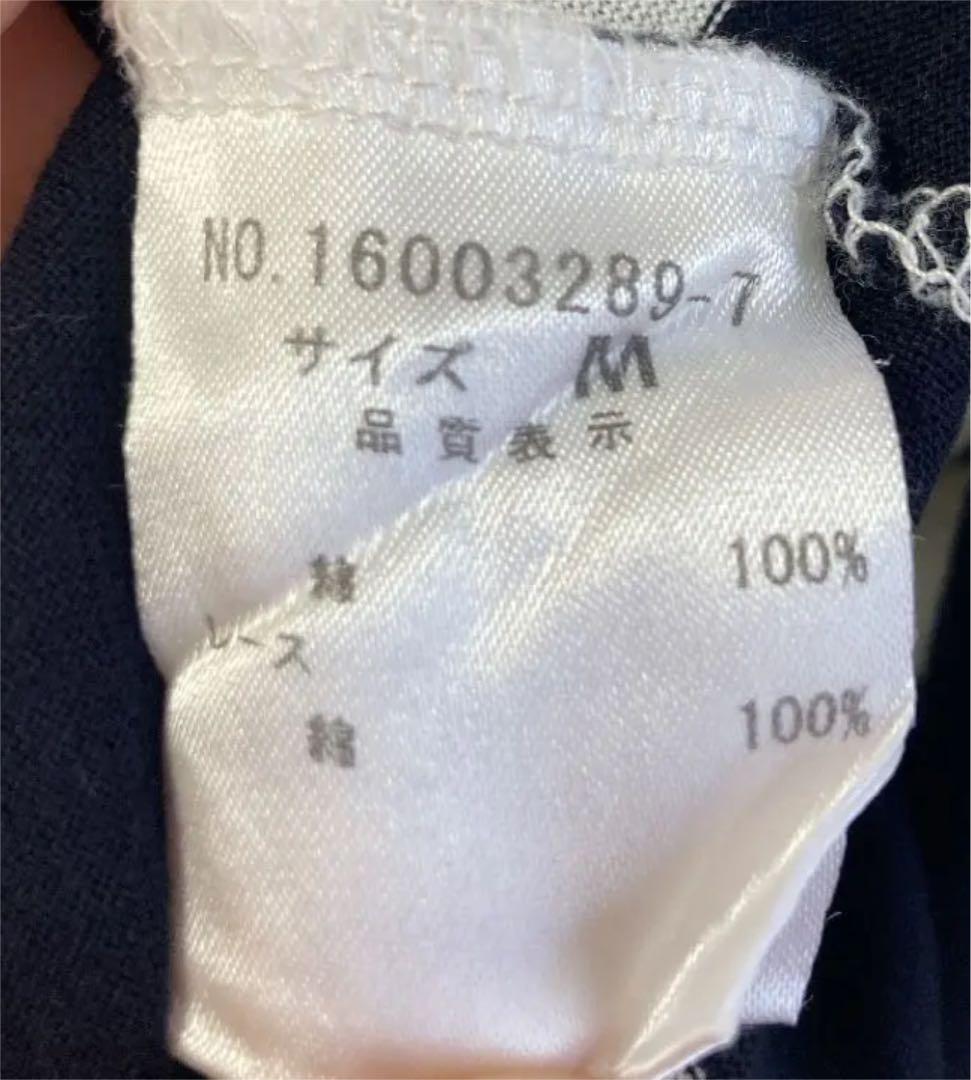 NO.16003289-7
サイズ M
品質表示
綿 100%
レース
綿 100%